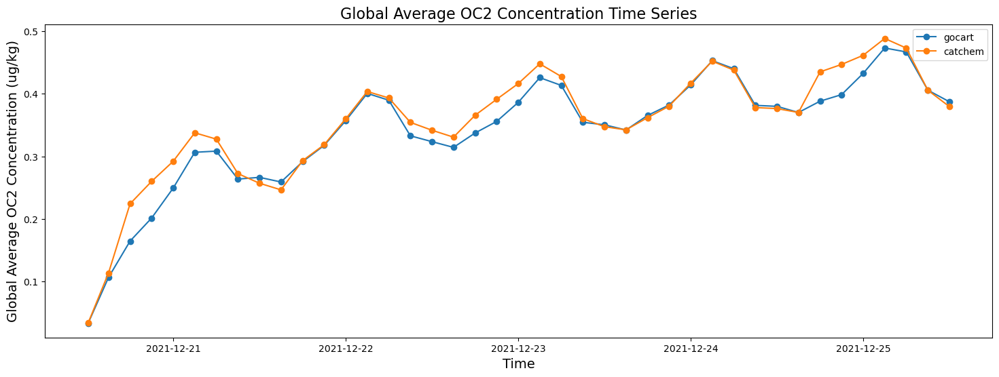 Global Average OC2 Concentration Time Series
gocart
catchem
Global Average OC2 Concentration (ug/kg)
0.5
0.4
0.3
0.2
0.1
2021-12-21
2021-12-22
2021-12-23
2021-12-24
2021-12-25
Time